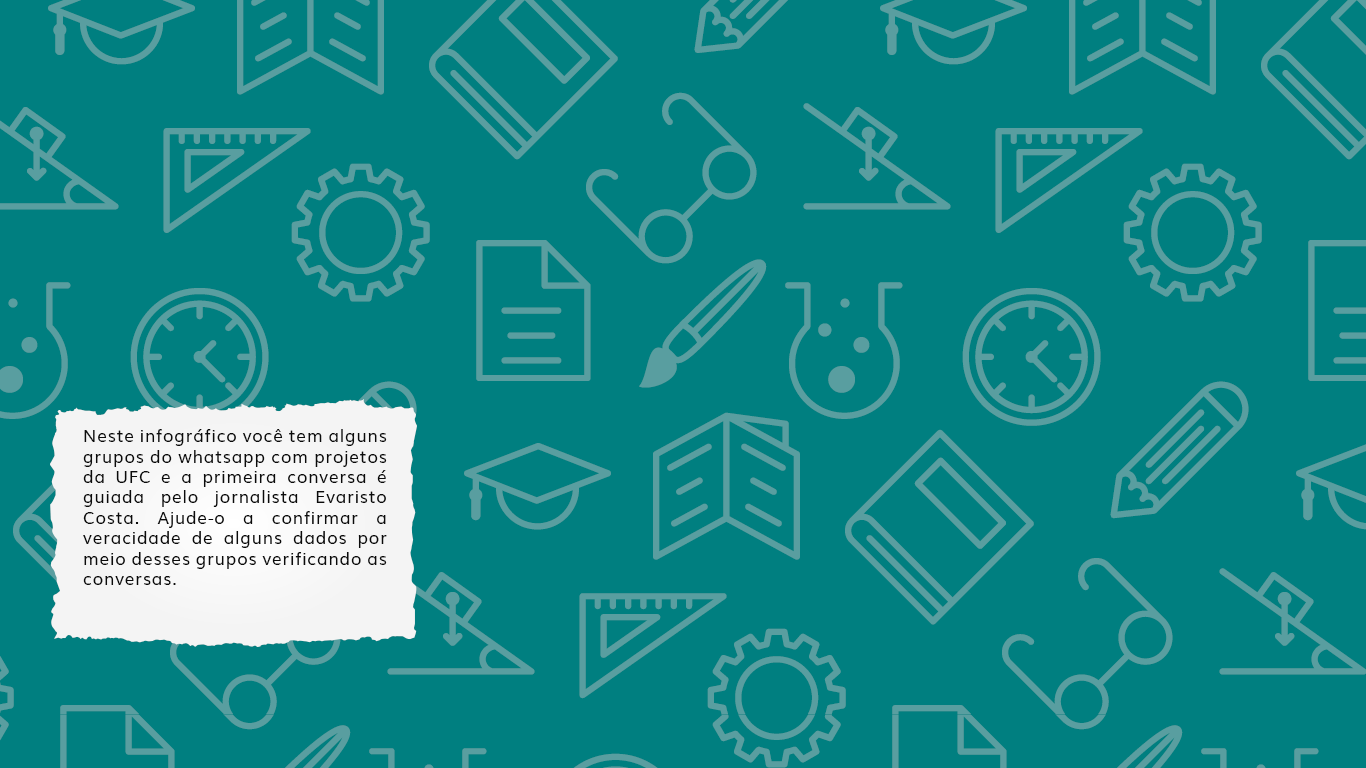 Neste infográfico você tem alguns
grupos do whatsapp com projetos
da UFC e a primeira conversa é
guiada pelo jornalista Evaristo
Costa. Ajude-o a confirmar a
veracidade de alguns dados por
meio desses grupos verificando as
conversas.